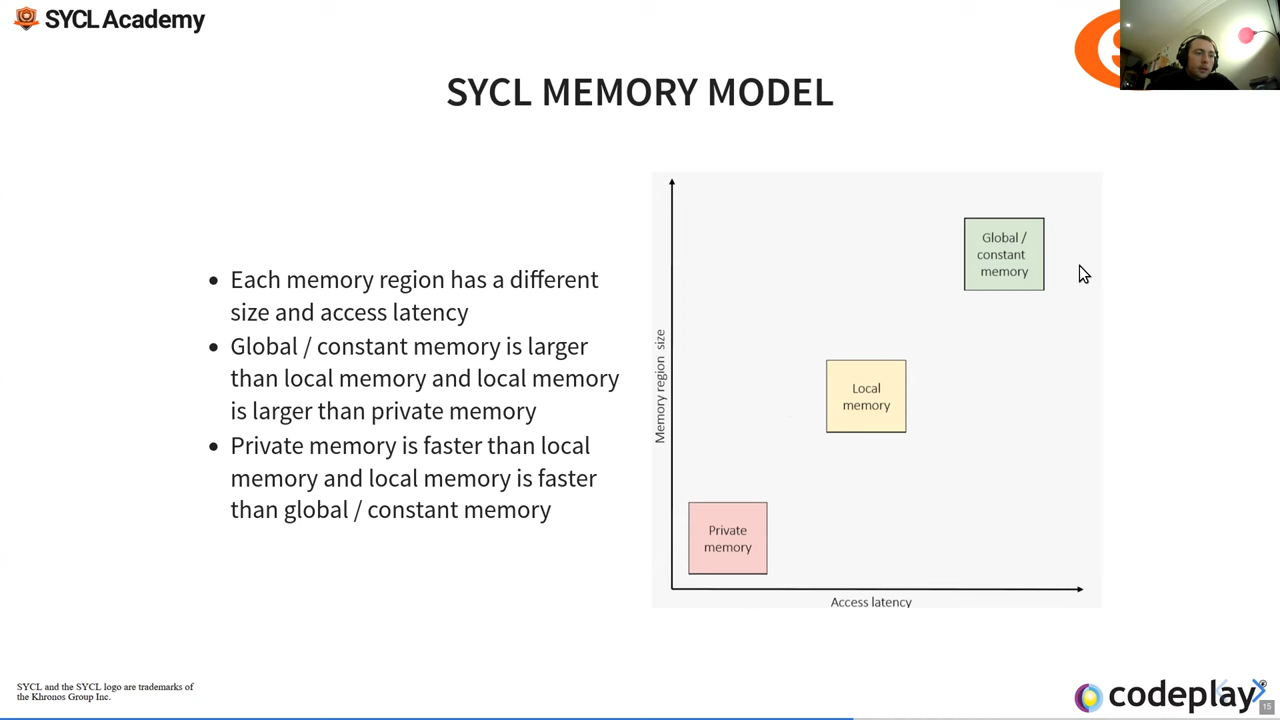 SYCL Academy
SYCL MEMORY MODEL
Each memory region has a different
size and access latency
Global / constant memory is larger
than local memory and local memory
is larger than private memory
Private memory is faster than local
memory and local memory is faster
than global / constant memory
Memory region size
Global /
constant
memory
Local
memory
Private
memory
Access latency
SYCL and the SYCL logo are trademarks of
the Khronos Group Inc.
codeplay
15